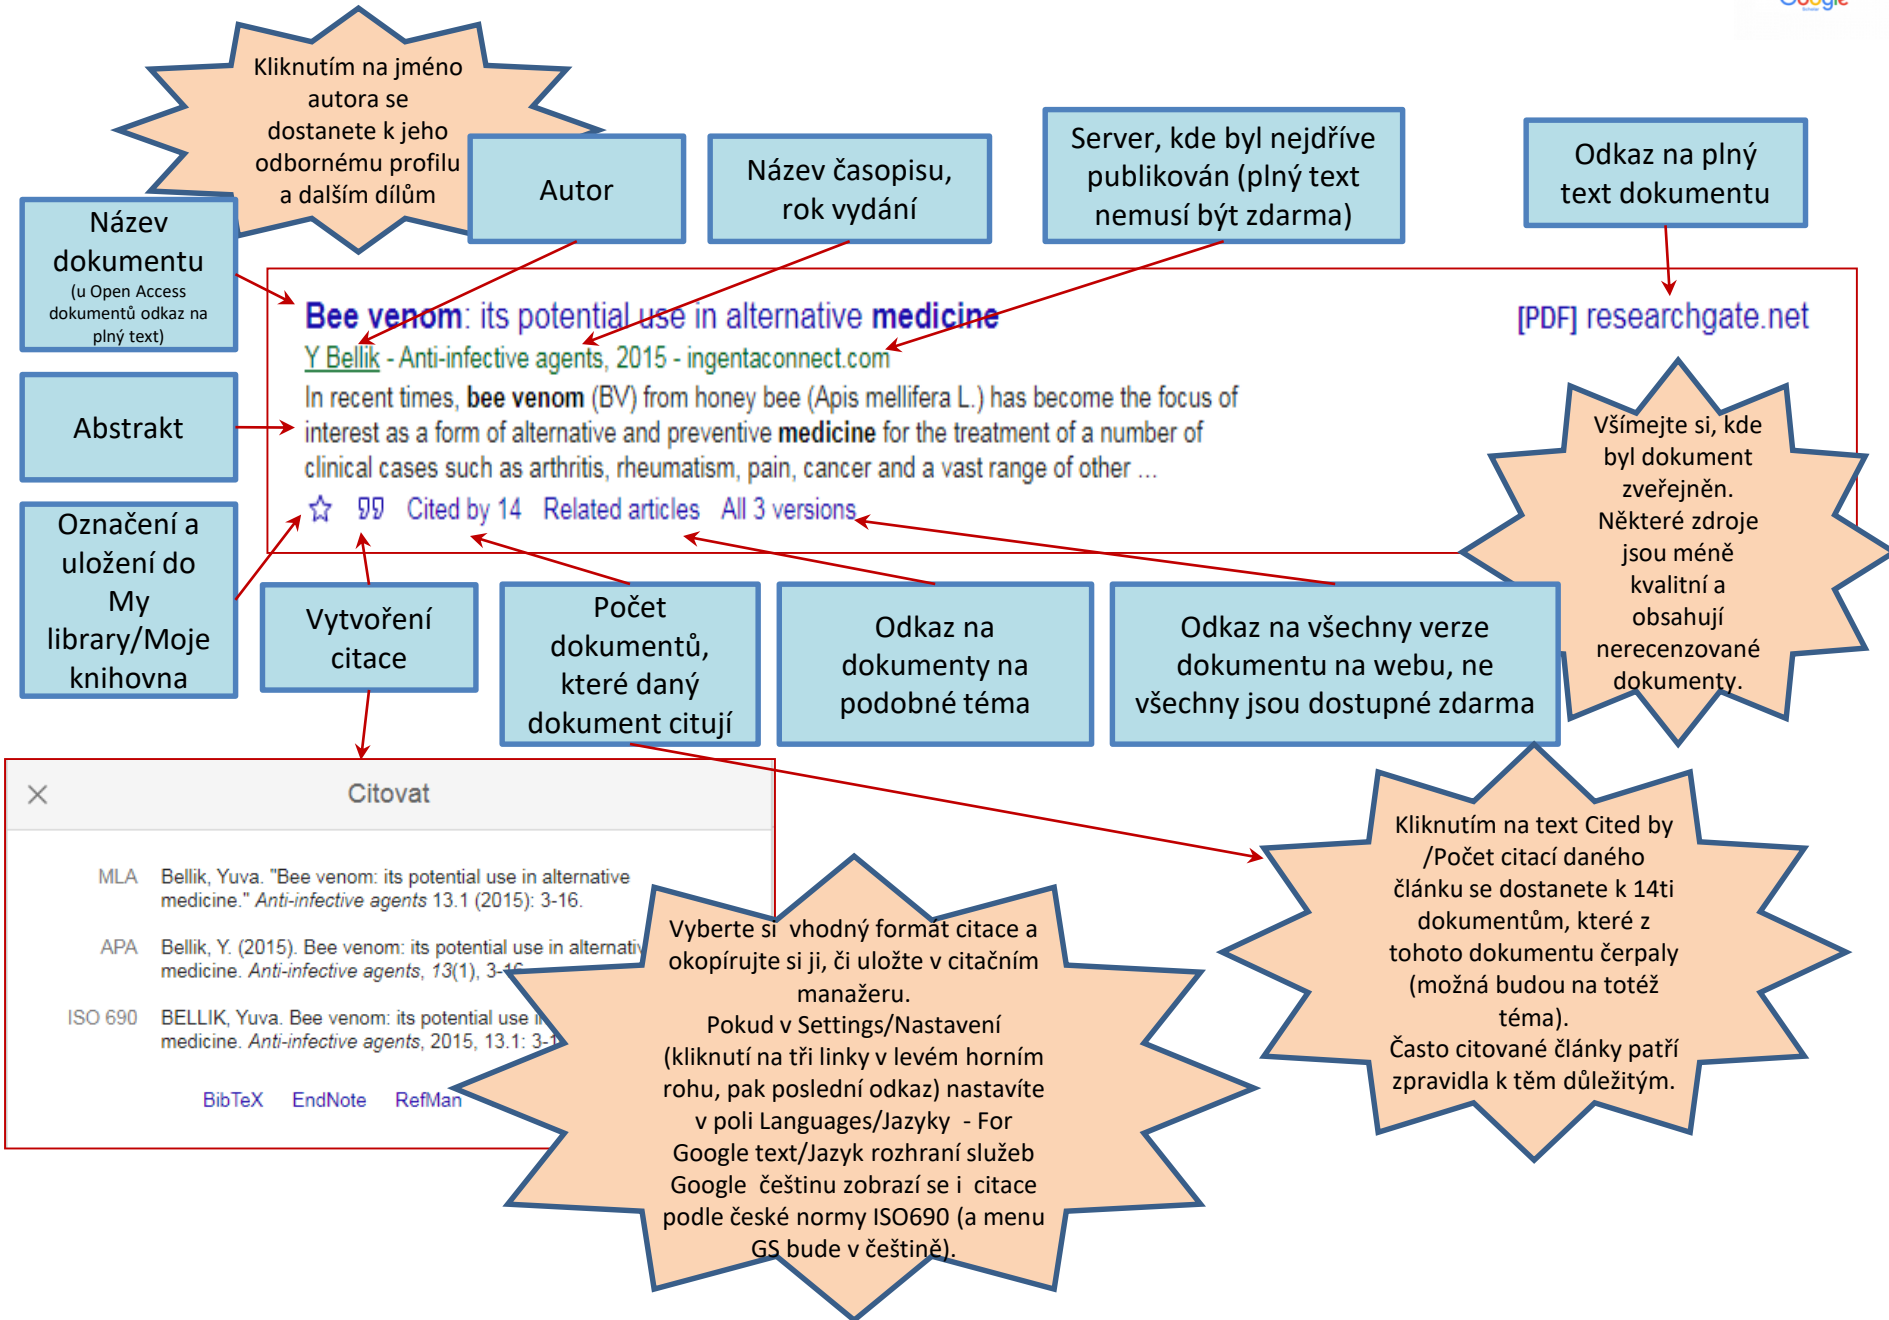 Google
Kliknutím na jméno
autora se
dostanete k jeho
odbornému profilu
a dalším dílům
Autor
Název časopisu,
rok vydání
Server, kde byl nejdříve
publikován (plný text
nemusí být zdarma)
Odkaz na plný
text dokumentu
Název
dokumentu
(u Open Access
dokumentů odkaz na
plný text)
Bee venom: its potential use in alternative medicine
[PDF] researchgate.net
Y Bellik - Anti-infective agents, 2015 - ingentaconnect.com
Abstrakt
In recent times, bee venom (BV) from honey bee (Apis mellifera L.) has become the focus of
interest as a form of alternative and preventive medicine for the treatment of a number of
clinical cases such as arthritis, rheumatism, pain, cancer and a vast range of other ...
Cited by 14 Related articles All 3 versions
Všímejte si, kde
byl dokument
zveřejněn.
Některé zdroje
jsou méně
kvalitní a
obsahují
nerecenzované
dokumenty.
Označení a
uložení do
My
library/Moje
knihovna
Vytvoření
citace
Počet
dokumentů,
které daný
dokument citují
Odkaz na
dokumenty na
podobné téma
Odkaz na všechny verze
dokumentu na webu, ne
všechny jsou dostupné zdarma
Citovat
MLA Bellik, Yuva. "Bee venom: its potential use in alternative
medicine." Anti-infective agents 13.1 (2015): 3-16.
APA Bellik, Y. (2015). Bee venom: its potential use in alternativ
medicine. Anti-infective agents, 13(1), 3-16
ISO 690 BELLIK, Yuva. Bee venom: its potential use i
medicine. Anti-infective agents, 2015, 13.1: 3-1
BibTeX EndNote RefMan
Vyberte si vhodný formát citace a
okopírujte si ji, či uložte v citačním
manažeru.
Pokud v Settings/Nastavení
(kliknutí na tři linky v levém horním
rohu, pak poslední odkaz) nastavíte
v poli Languages/Jazyky - For
Google text/Jazyk rozhraní služeb
Google češtinu zobrazí se i citace
podle české normy ISO690 (a menu
GS bude v češtině).
Kliknutím na text Cited by
/Počet citací daného
článku se dostanete k 14ti
dokumentům, které z
tohoto dokumentu čerpaly
(možná budou na totéž
téma).
Často citované články patří
zpravidla k těm důležitým.